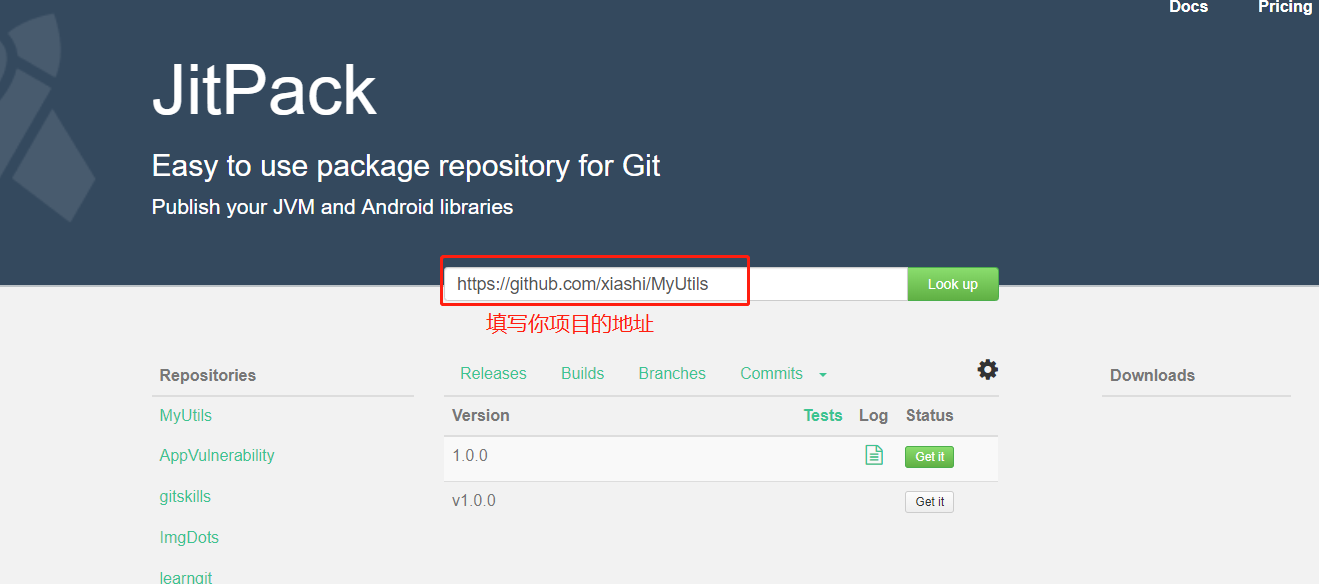 Docs Pricing
JitPack
Easy to use package repository for Git
Publish your JVM and Android libraries
https://github.com/xiashi/MyUtils Look up
填写你项目的地址
Repositories
MyUtils
AppVulnerability
gitskills
ImgDots
learngit
Releases Builds Branches Commits
Version Tests Log Status
1.0.0 Get it
v1.0.0 Get it
Downloads